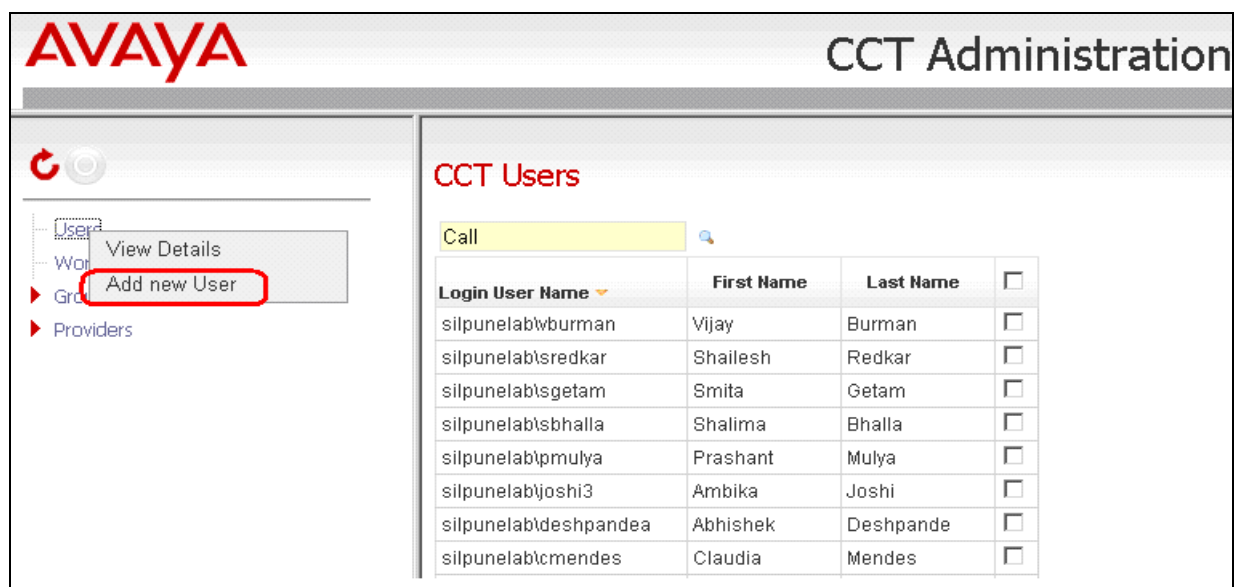 AVAYA
CCT Administration
CCT Users
Users
View Details
Wor
Add new User
Gro
Providers
Call
Login User Name First Name Last Name
silpunelab\vburman Vijay Burman
silpunelab\sredkar Shailesh Redkar
silpunelab\sgetam Smita Getam
silpunelab\sbhalla Shalima Bhalla
silpunelab\pmulya Prashant Mulya
silpunelab\joshi3 Ambika Joshi
silpunelab\deshpandea Abhishek Deshpande
silpunelab\cmendes Claudia Mendes